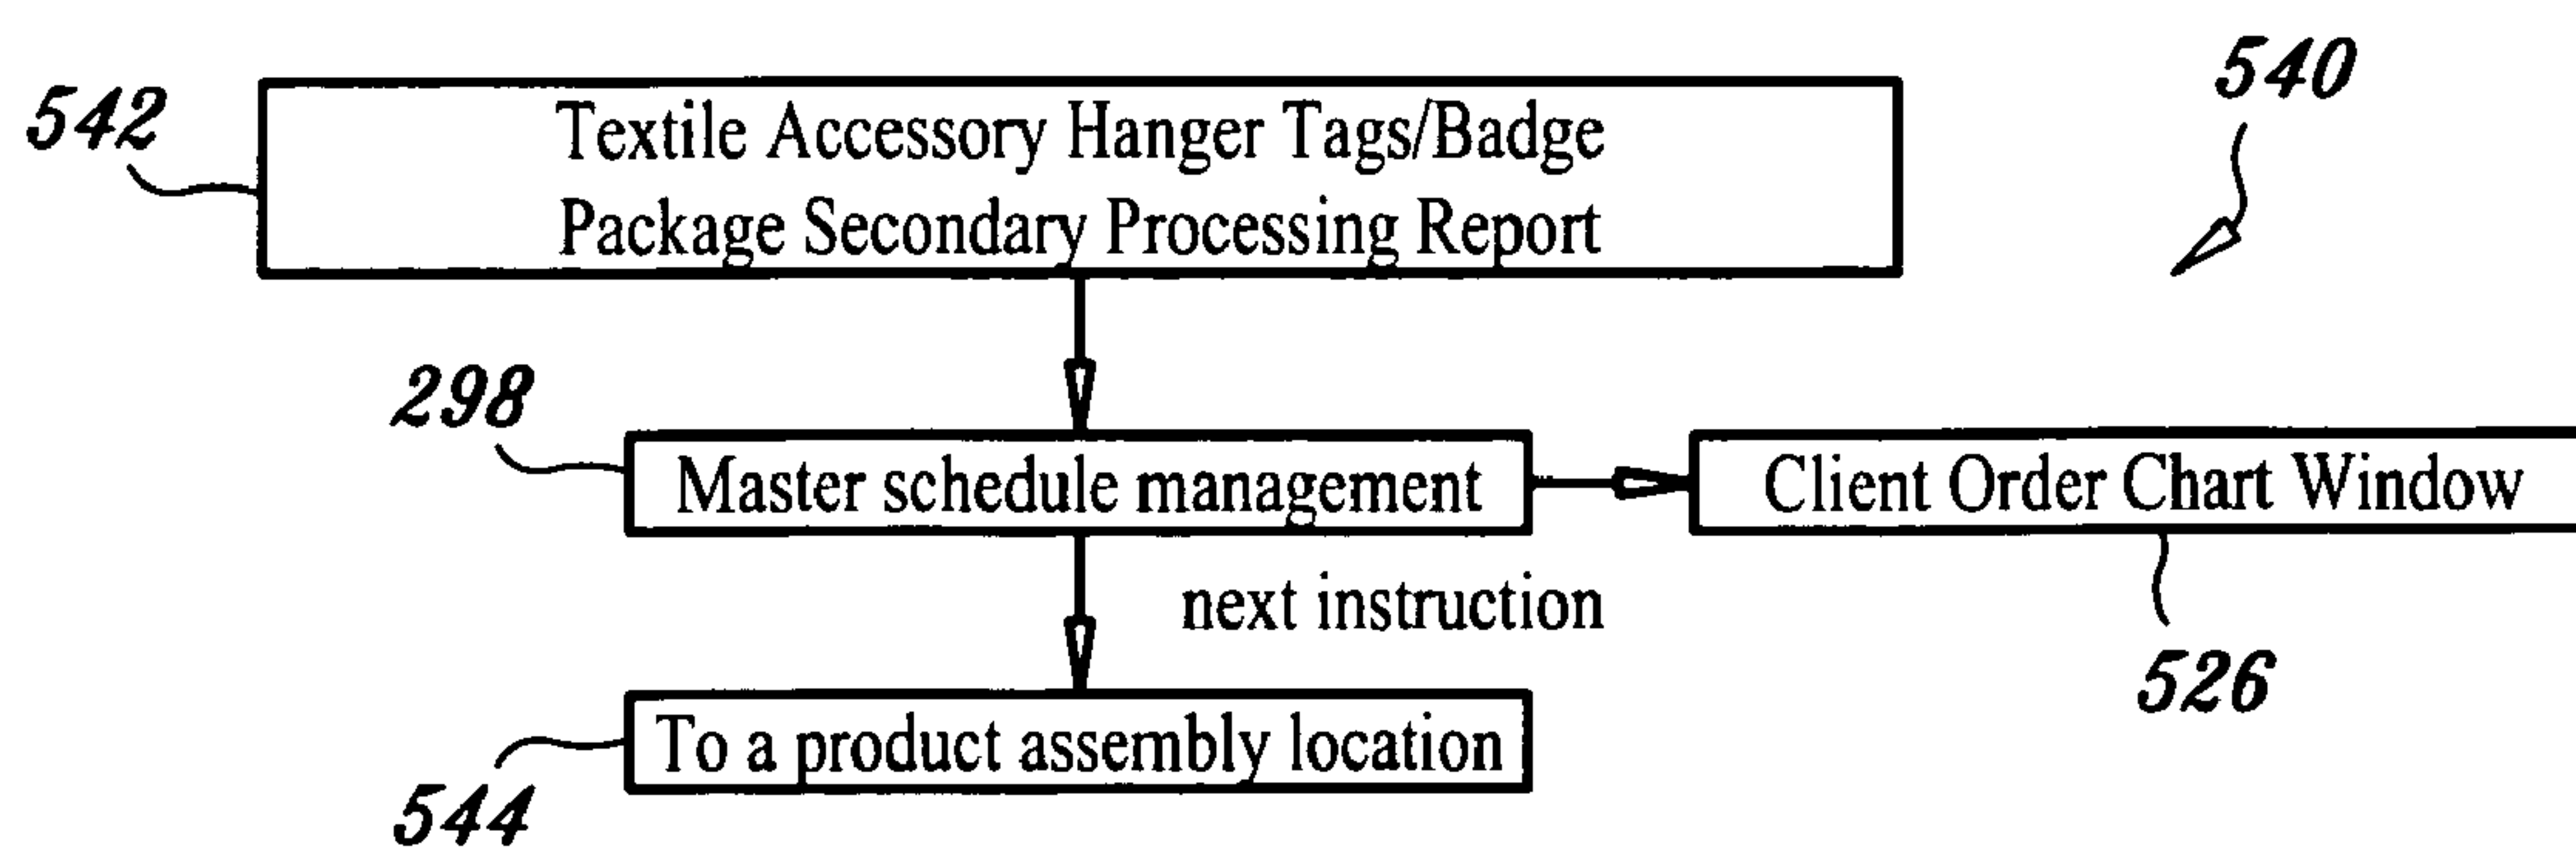 540
542
Textile Accessory Hanger Tags/Badge
Package Secondary Processing Report
298
Master schedule management
Client Order Chart Window
next instruction
526
To a product assembly location
544